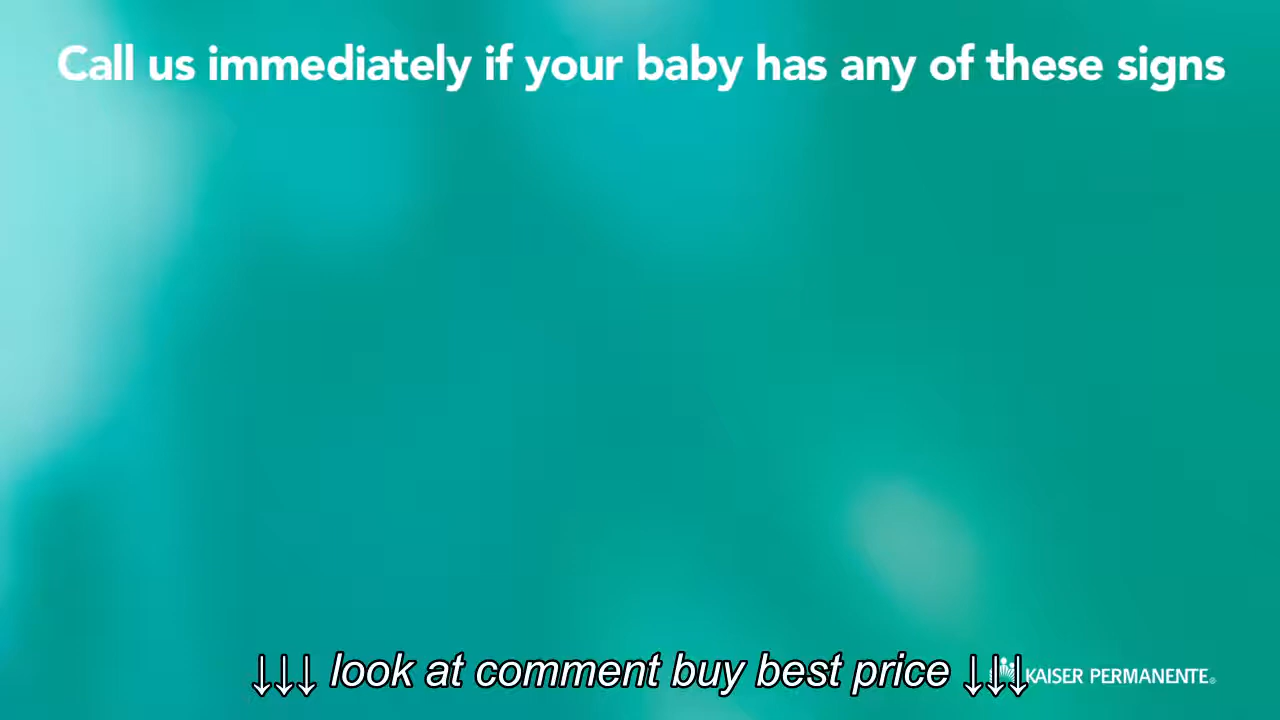 Call us immediately if your baby has any of these signs
↓↓↓ look at comment buy best price ↓↓↓
KAISER PERMANENTE®